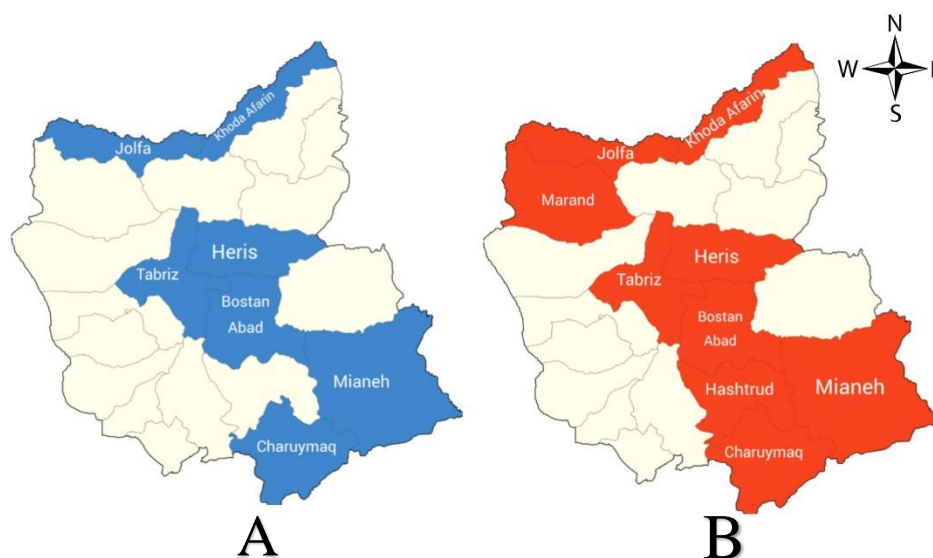 N
W
S
Khoda Afarin
Jolfa
Heris
Tabriz
Bostan
Abad
Mianeh
Charuymaq
A
Khoda Afarin
Jolfa
Marand
Heris
Tabriz
Bostan
Abad
Hashtrud
Mianeh
Charuymaq
B